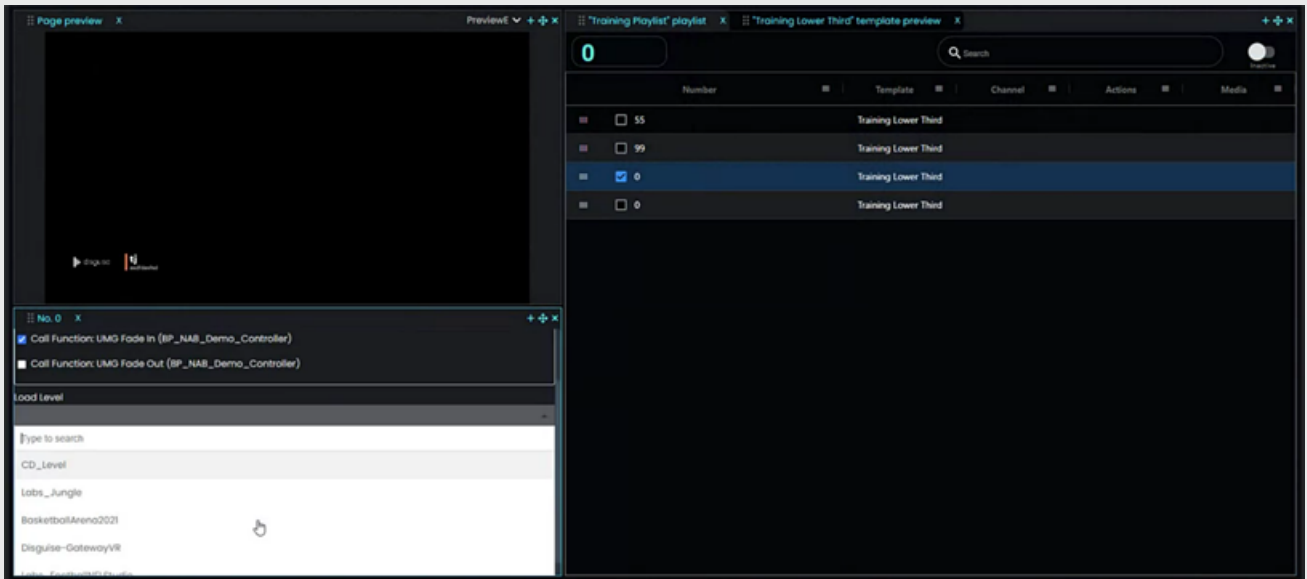 Page preview X PreviewE
"Training Playlist" playlist X "Training Lower Third" template preview X
0 Search Inactive
Number Template Channel Actions Media
55 Training Lower Third
99 Training Lower Third
0 Training Lower Third
0 Training Lower Third
disguise tj
No. 0 X
Call Function: UMG Fade In (BP_NAB_Demo_Controller)
Call Function: UMG Fade Out (BP_NAB_Demo_Controller)
Load Level
Type to search
CD_Level
Labs_Jungle
BasketballArena2021
Disguise-GatewayVR